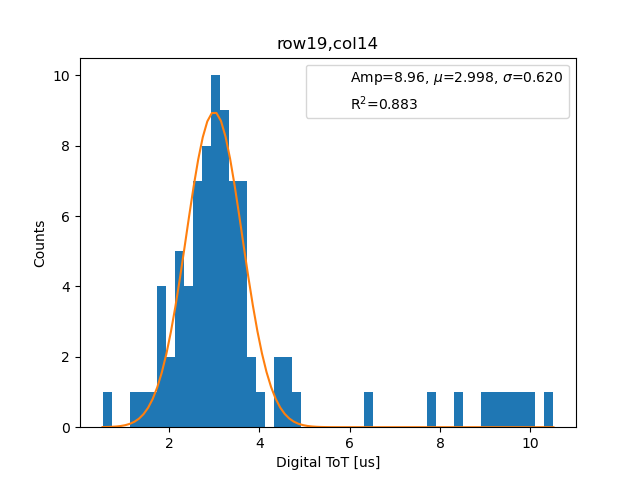 row19,col14
Amp=8.96, μ=2.998, σ=0.620
R²=0.883
Counts
10
8
6
4
2
0
2 4 6 8 10
Digital ToT [us]